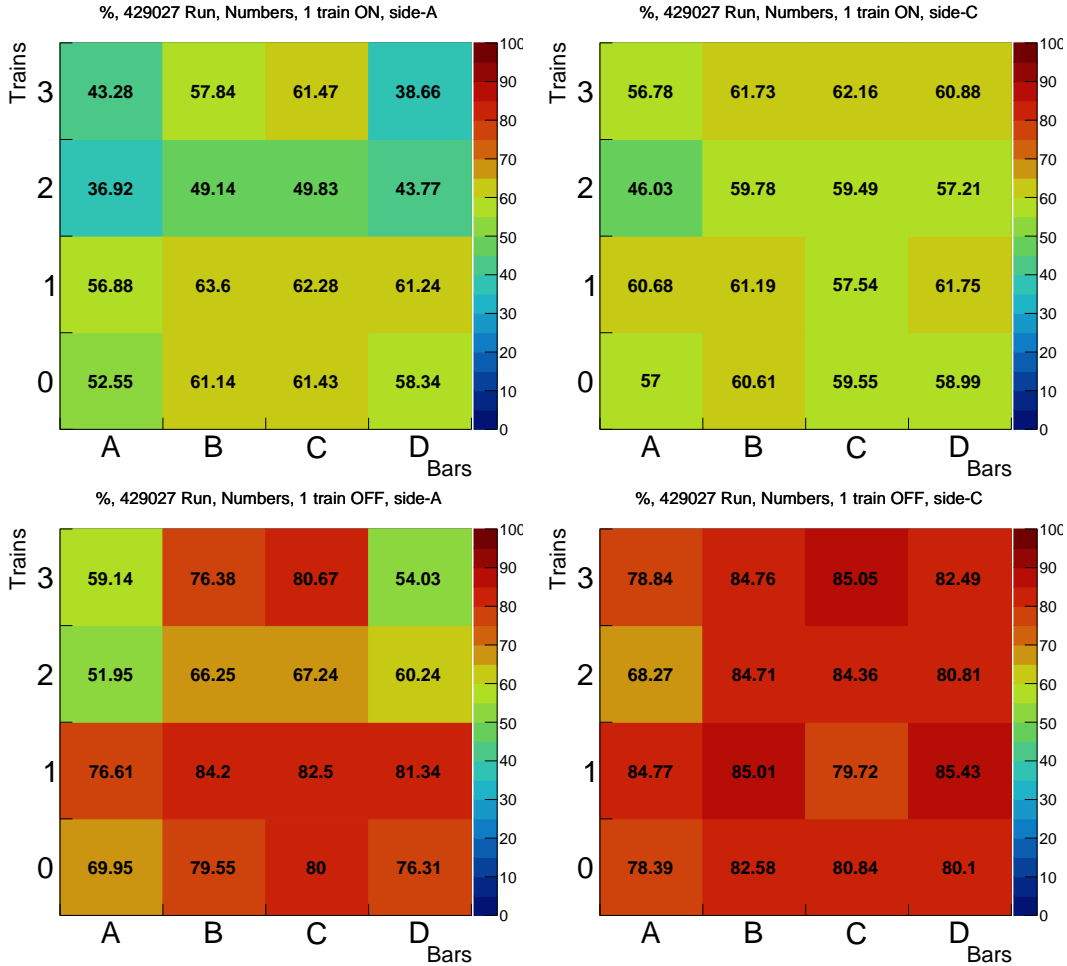 %, 429027 Run, Numbers, 1 train ON, side-A
Trains
3
2
1
0
43.28 57.84 61.47 38.66
36.92 49.14 49.83 43.77
56.88 63.6 62.28 61.24
52.55 61.14 61.43 58.34
A B C D
Bars
100
90
80
70
60
50
40
30
20
10
0
%, 429027 Run, Numbers, 1 train ON, side-C
Trains
3
2
1
0
56.78 61.73 62.16 60.88
46.03 59.78 59.49 57.21
60.68 61.19 57.54 61.75
57 60.61 59.55 58.99
A B C D
Bars
100
90
80
70
60
50
40
30
20
10
0
%, 429027 Run, Numbers, 1 train OFF, side-A
Trains
3
2
1
0
59.14 76.38 80.67 54.03
51.95 66.25 67.24 60.24
76.61 84.2 82.5 81.34
69.95 79.55 80 76.31
A B C D
Bars
100
90
80
70
60
50
40
30
20
10
0
%, 429027 Run, Numbers, 1 train OFF, side-C
Trains
3
2
1
0
78.84 84.76 85.05 82.49
68.27 84.71 84.36 80.81
84.77 85.01 79.72 85.43
78.39 82.58 80.84 80.1
A B C D
Bars
100
90
80
70
60
50
40
30
20
10
0